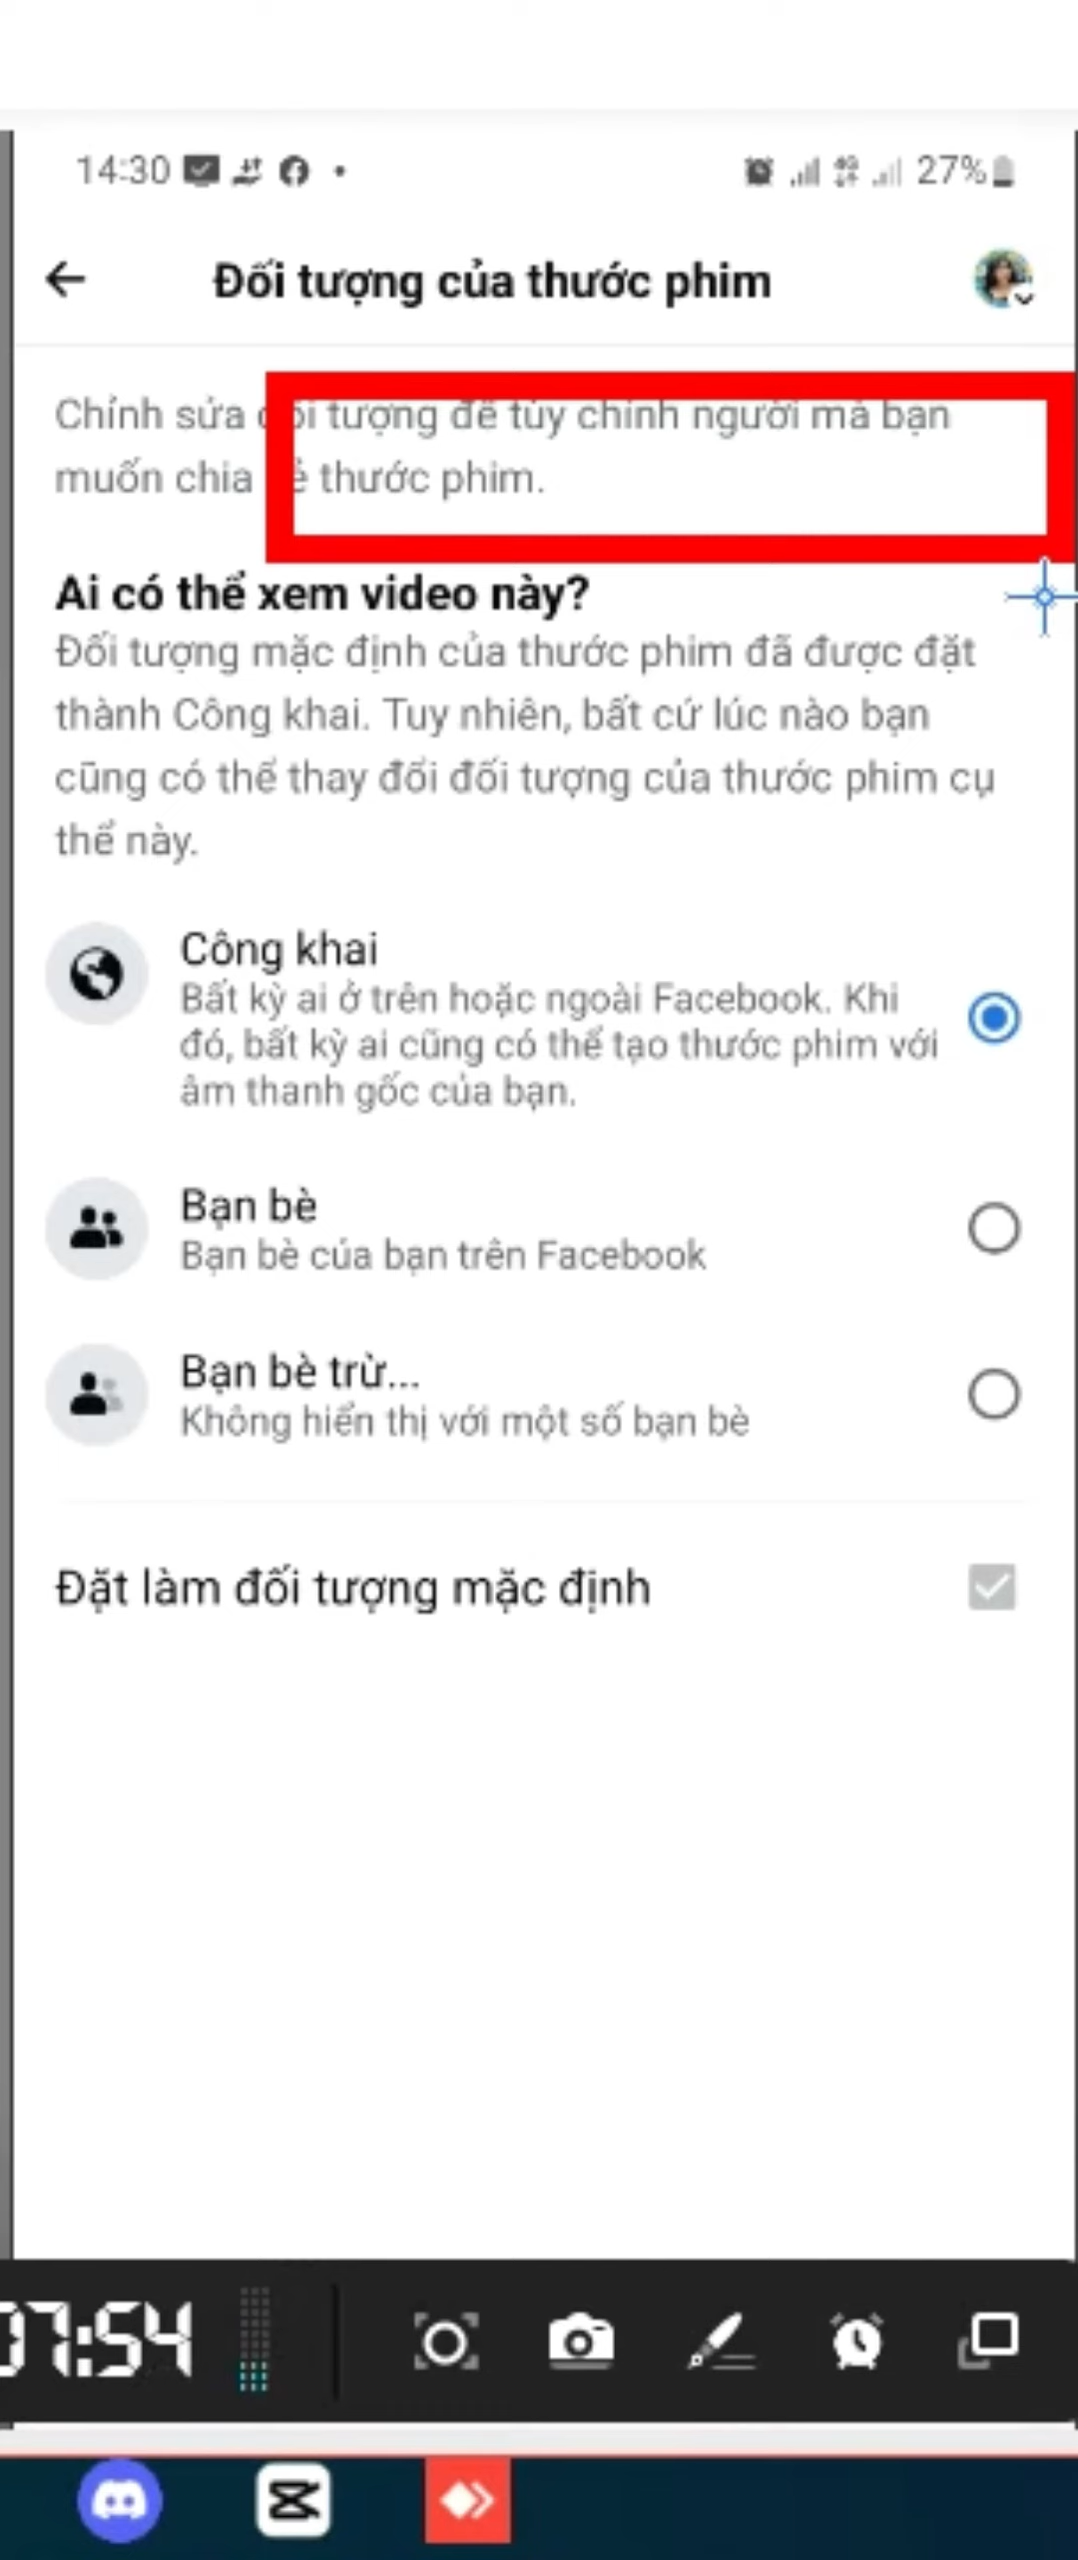 14:30
27%
Đối tượng của thước phim
Chỉnh sửa đối tượng để tùy chỉnh người mà bạn
muốn chia sẻ thước phim.
Ai có thể xem video này?
Đối tượng mặc định của thước phim đã được đặt
thành Công khai. Tuy nhiên, bất cứ lúc nào bạn
cũng có thể thay đổi đối tượng của thước phim cụ
thể này.
Công khai
Bất kỳ ai ở trên hoặc ngoài Facebook. Khi
đó, bất kỳ ai cũng có thể tạo thước phim với
âm thanh gốc của bạn.
Bạn bè
Bạn bè của bạn trên Facebook
Bạn bè trừ...
Không hiển thị với một số bạn bè
Đặt làm đối tượng mặc định
07:54